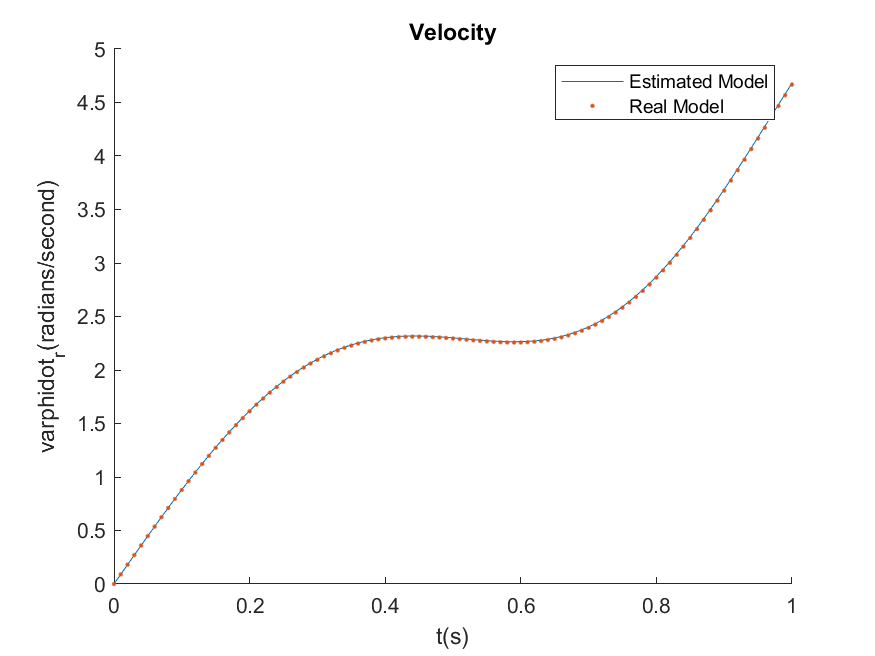 Velocity
Estimated Model
Real Model
5
4.5
4
3.5
3
2.5
2
1.5
1
0.5
0
varphidot_r(radians/second)
0 0.2 0.4 0.6 0.8 1
t(s)